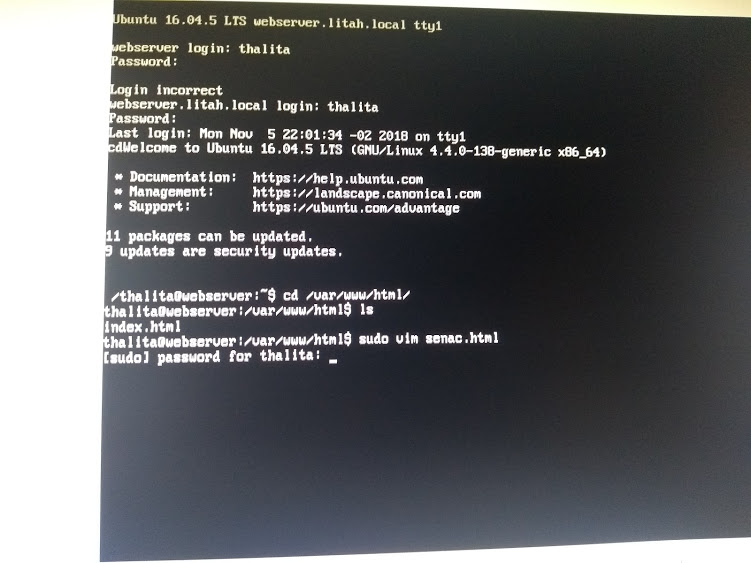 Ubuntu 16.04.5 LTS webserver.litah.local tty1
webserver login: thalita
Password:
Login incorrect
webserver.litah.local login: thalita
Password:
Last login: Mon Nov  5 22:01:34 -02 2018 on tty1
cdWelcome to Ubuntu 16.04.5 LTS (GNU/Linux 4.4.0-138-generic x86_64)
* Documentation:  https://help.ubuntu.com
* Management:     https://landscape.canonical.com
* Support:        https://ubuntu.com/advantage
11 packages can be updated.
9 updates are security updates.
/thalita@webserver:~$ cd /var/www/html/
thalita@webserver:/var/www/html$ ls
index.html
thalita@webserver:/var/www/html$ sudo vim senac.html
[sudo] password for thalita: _